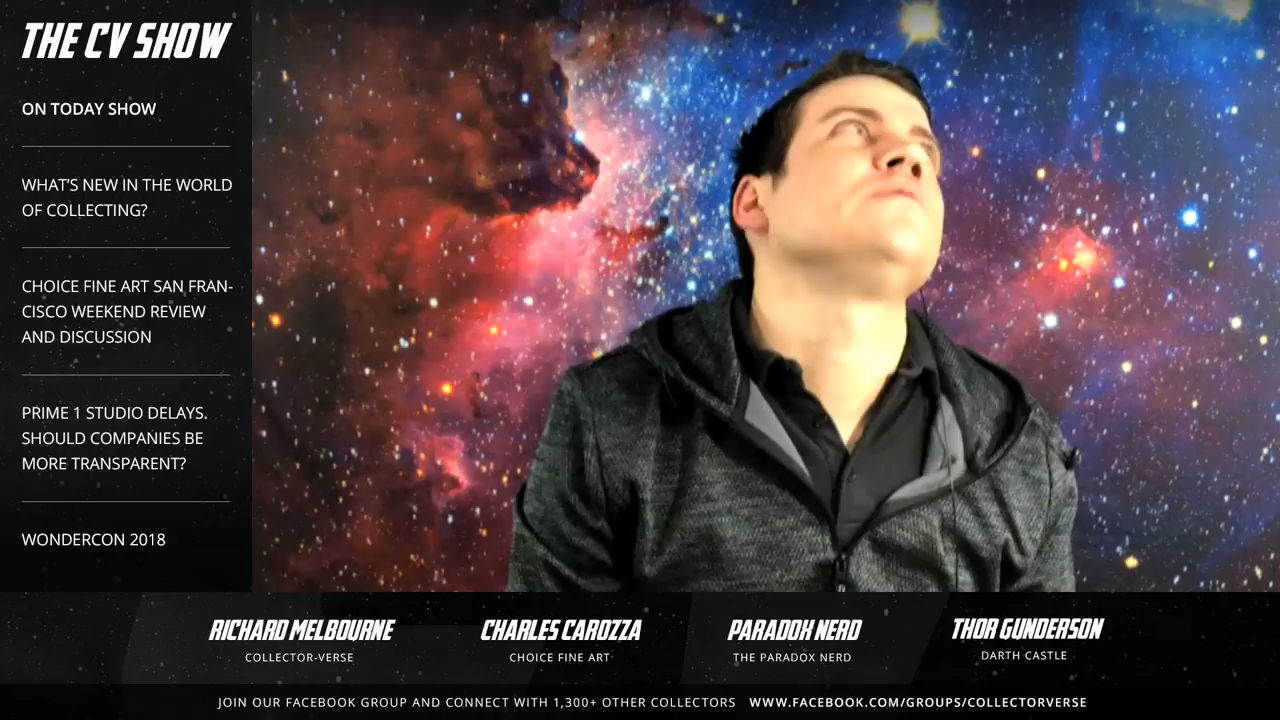 THE CV SHOW
ON TODAY SHOW
WHAT'S NEW IN THE WORLD
OF COLLECTING?
CHOICE FINE ART SAN FRAN-
CISCO WEEKEND REVIEW
AND DISCUSSION
PRIME 1 STUDIO DELAYS.
SHOULD COMPANIES BE
MORE TRANSPARENT?
WONDERCON 2018
RICHARD MELBOURNE
COLLECTOR-VERSE
CHARLES CAROZZA
CHOICE FINE ART
PARADOX NERD
THE PARADOX NERD
THOR GUNDERSON
DARTH CASTLE
JOIN OUR FACEBOOK GROUP AND CONNECT WITH 1,300+ OTHER COLLECTORS WWW.FACEBOOK.COM/GROUPS/COLLECTORVERSE